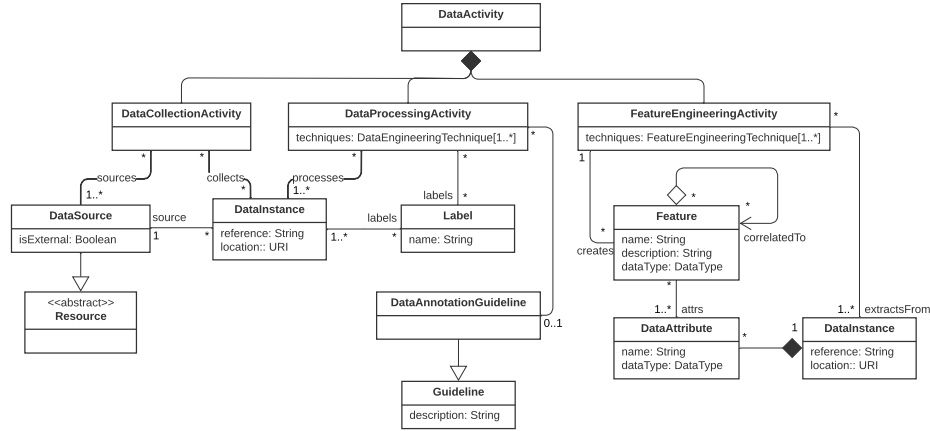 DataActivity
DataCollectionActivity
DataProcessingActivity
techniques: DataEngineeringTechnique[1..*]
*
FeatureEngineeringActivity
techniques: FeatureEngineeringTechnique[1..*]
*
*
*
*
*
1
sources
collects
processes
1..*
*
1..*
labels
*
*
*
DataSource
isExternal: Boolean
source
1
*
DataInstance
reference: String
location:: URI
labels
1..*
*
Label
name: String
Feature
name: String
description: String
dataType: DataType
*
creates
correlatedTo
<<abstract>>
Resource
DataAnnotationGuideline
0..1
*
1..*
attrs
1..*
extractsFrom
DataAttribute
name: String
dataType: DataType
*
1
DataInstance
reference: String
location:: URI
Guideline
description: String